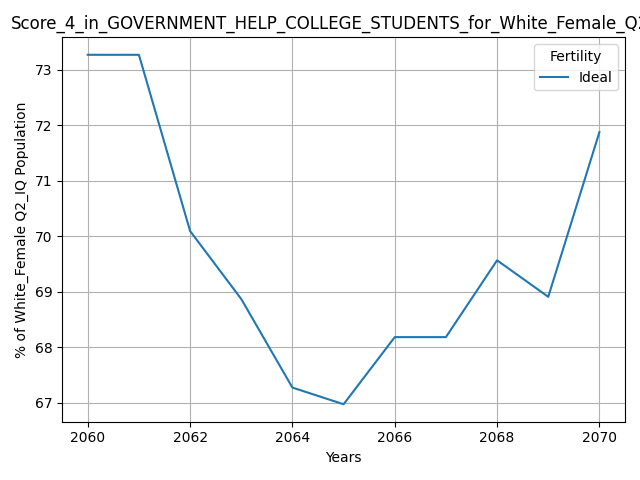 Score_4_in_GOVERNMENT_HELP_COLLEGE_STUDENTS_for_White_Female_Q2
Fertility
Ideal
% of White_Female Q2_IQ Population
73
72
71
70
69
68
67
2060
2062
2064
2066
2068
2070
Years